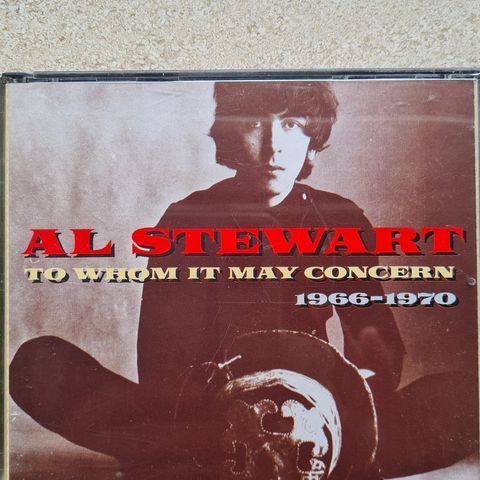 AL STEWART
TO WHOM IT MAY CONCERN
1966-1970